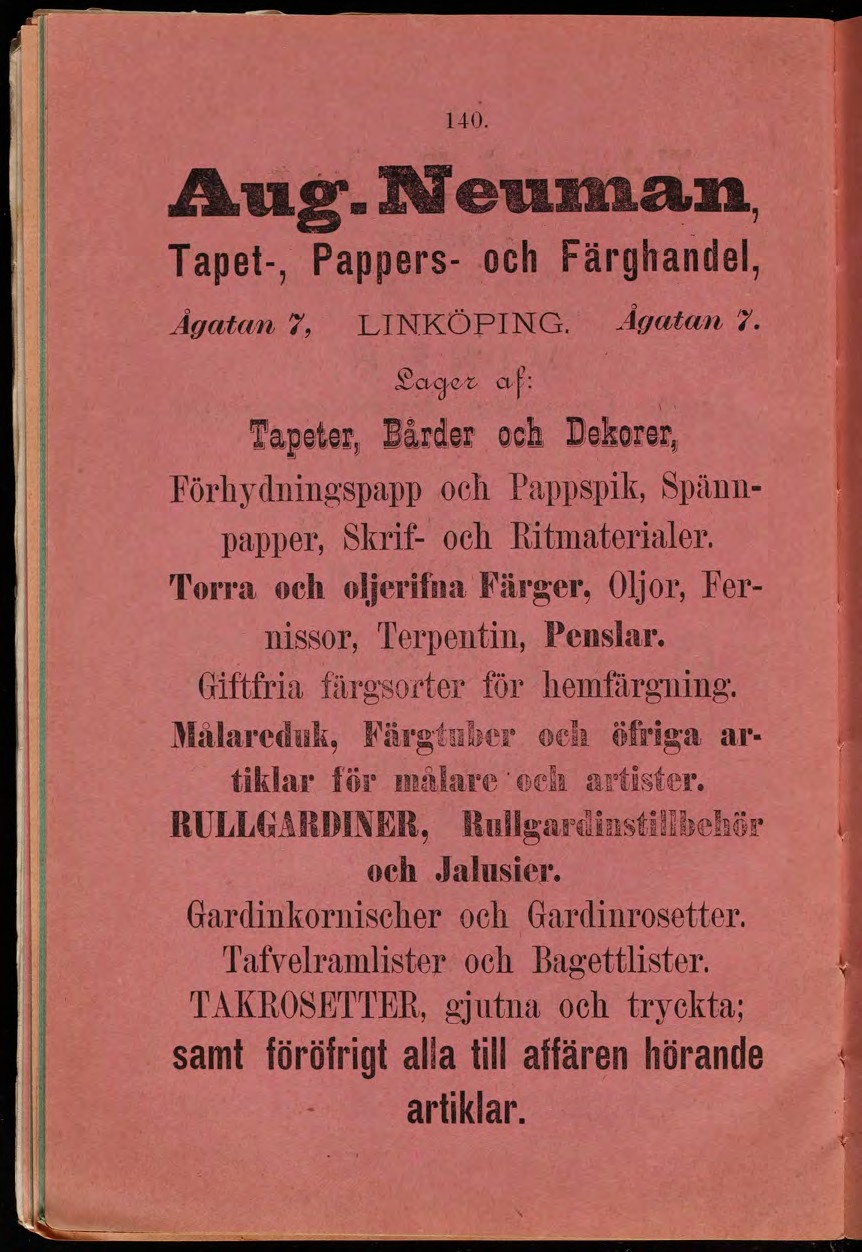 140.
Aug. Neuman,
Tapet-, Pappers- och Färghandel,
Ågatan 7, LINKÖPING. Ågatan 7.
Lager af:
Tapeter, Bårder och Dekorer,
Förhydningspapp och Pappspik, Spänn-
papper, Skrif- och Ritmaterialer.
Torra och oljerifna Färger, Oljor, Fer-
nissor, Terpentin, Penslar.
Giftfria färgsorter för hemfärgning.
Målareduk, Färgtuber och öfriga ar-
tiklar för målare och artister.
RULLGARDINER, Rullgardinstillbehör
och Jalusier.
Gardinkornischer och Gardinrosetter.
Tafvelramlister och Bagettlister.
TAKROSETTER, gjutna och tryckta;
samt föröfrigt alla till affären hörande
artiklar.